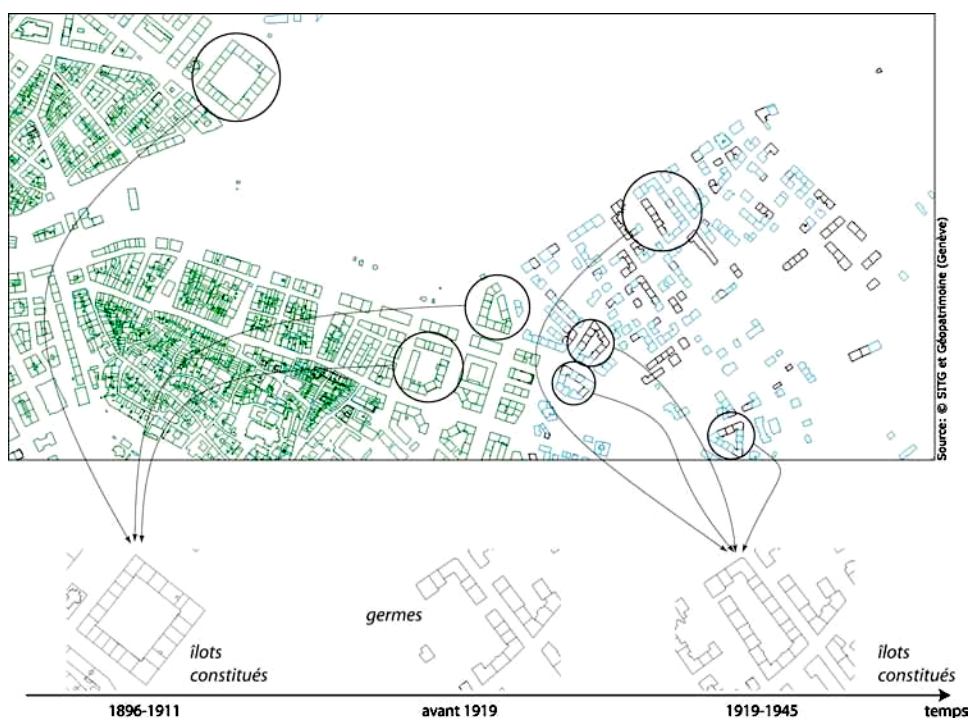 Source: © SITG et Géopatrimoine (Genève)
germes
îlots
constitués
îlots
constitués
1896-1911
avant 1919
1919-1945
temps